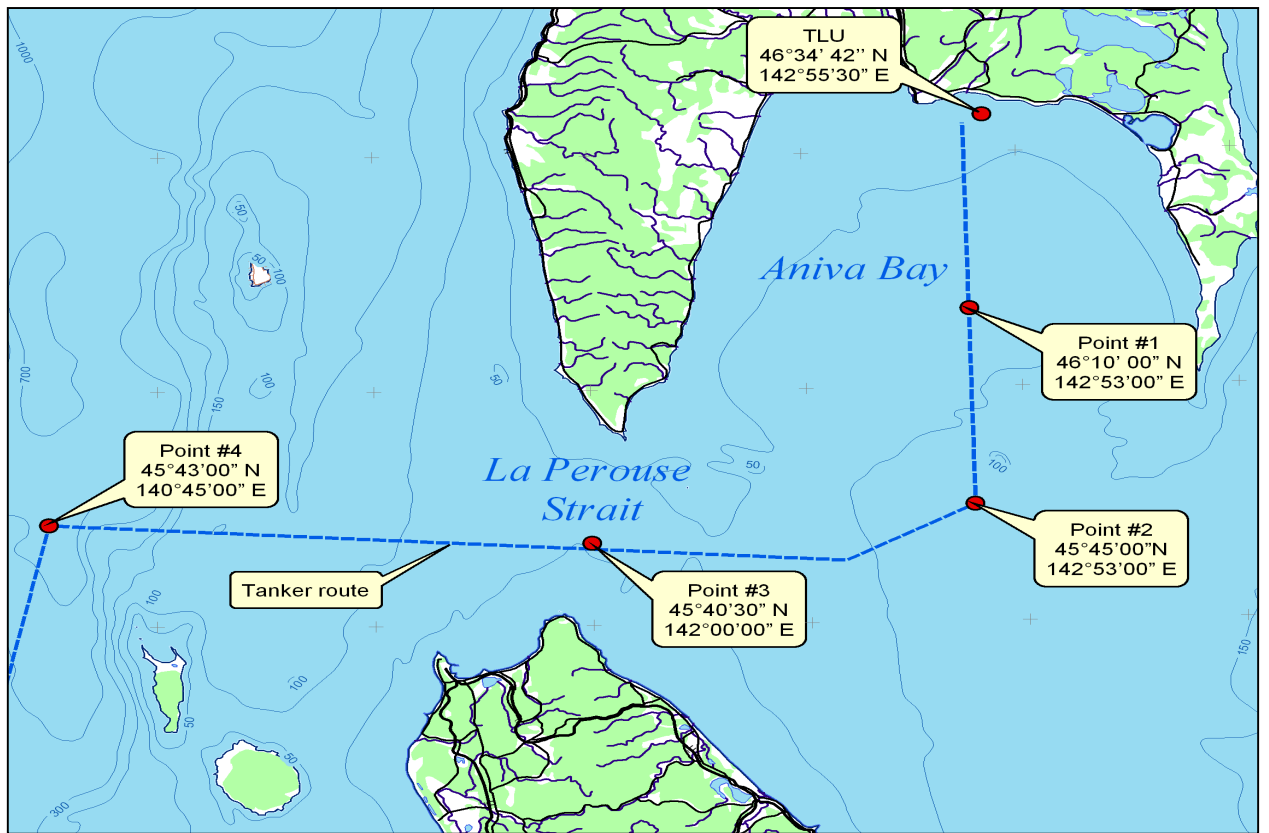 1000
TLU
46°34’ 42’’ N
142°55’30” E
50
50
100
Aniva Bay
Point #1
46°10’ 00” N
142°53’00” E
700
100
50
150
Point #4
45°43’00” N
140°45’00” E
La Perouse
Strait
50
100
Point #2
45°45’00”N
142°53’00” E
Tanker route
Point #3
45°40’30” N
142°00’00” E
100
150
100
50
50
300